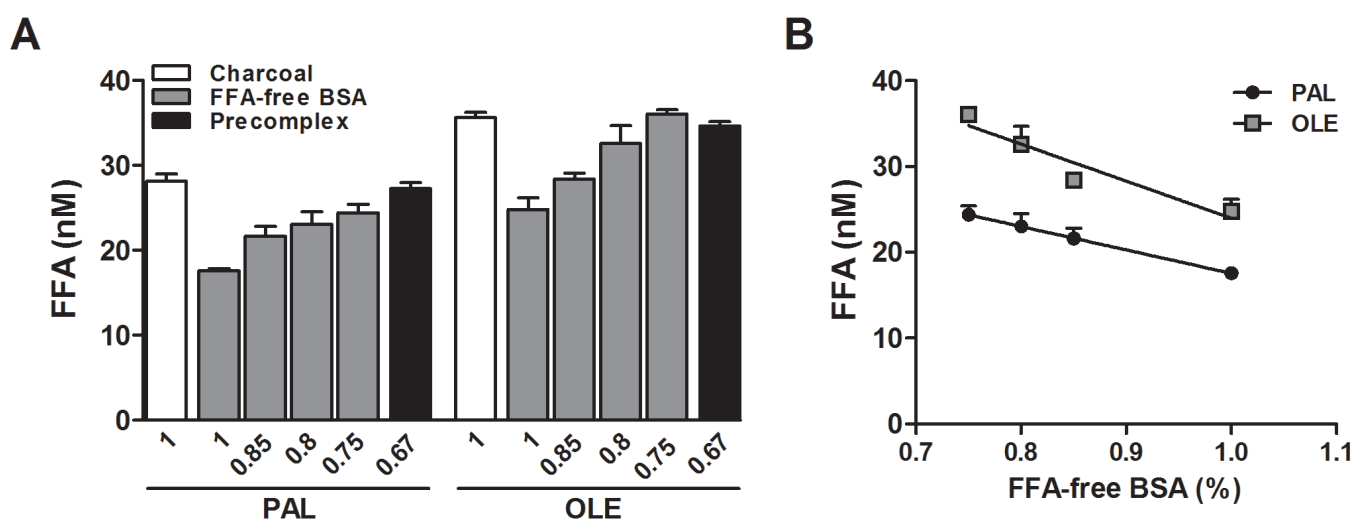 A
Charcoal
FFA-free BSA
Precomplex
FFA (nM)
40
30
20
10
0
1 1 0.85 0.8 0.75 0.67 1 1 0.85 0.8 0.75 0.67
PAL OLE
B
PAL
OLE
FFA (nM)
40
30
20
10
0
0.7 0.8 0.9 1.0 1.1
FFA-free BSA (%)